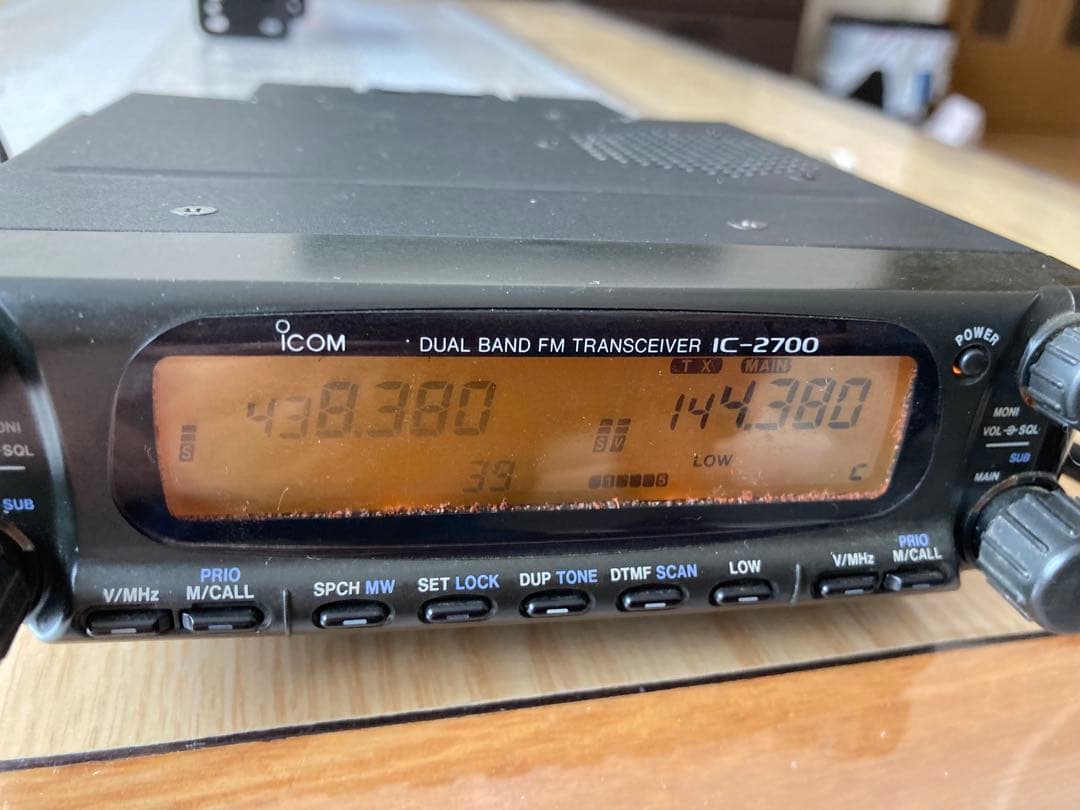 ICOM
DUAL BAND FM TRANSCEIVER IC-2700
POWER
TX MAIN
438.380
144.380
S
S V
39
S
LOW
C
MONI
VOL SQL
SUB
MAIN
ONI
SQL
SUB
V/MHz
PRIO
M/CALL
SPCH MW
SET LOCK
DUP TONE
DTMF SCAN
LOW
V/MHz
PRIO
M/CALL